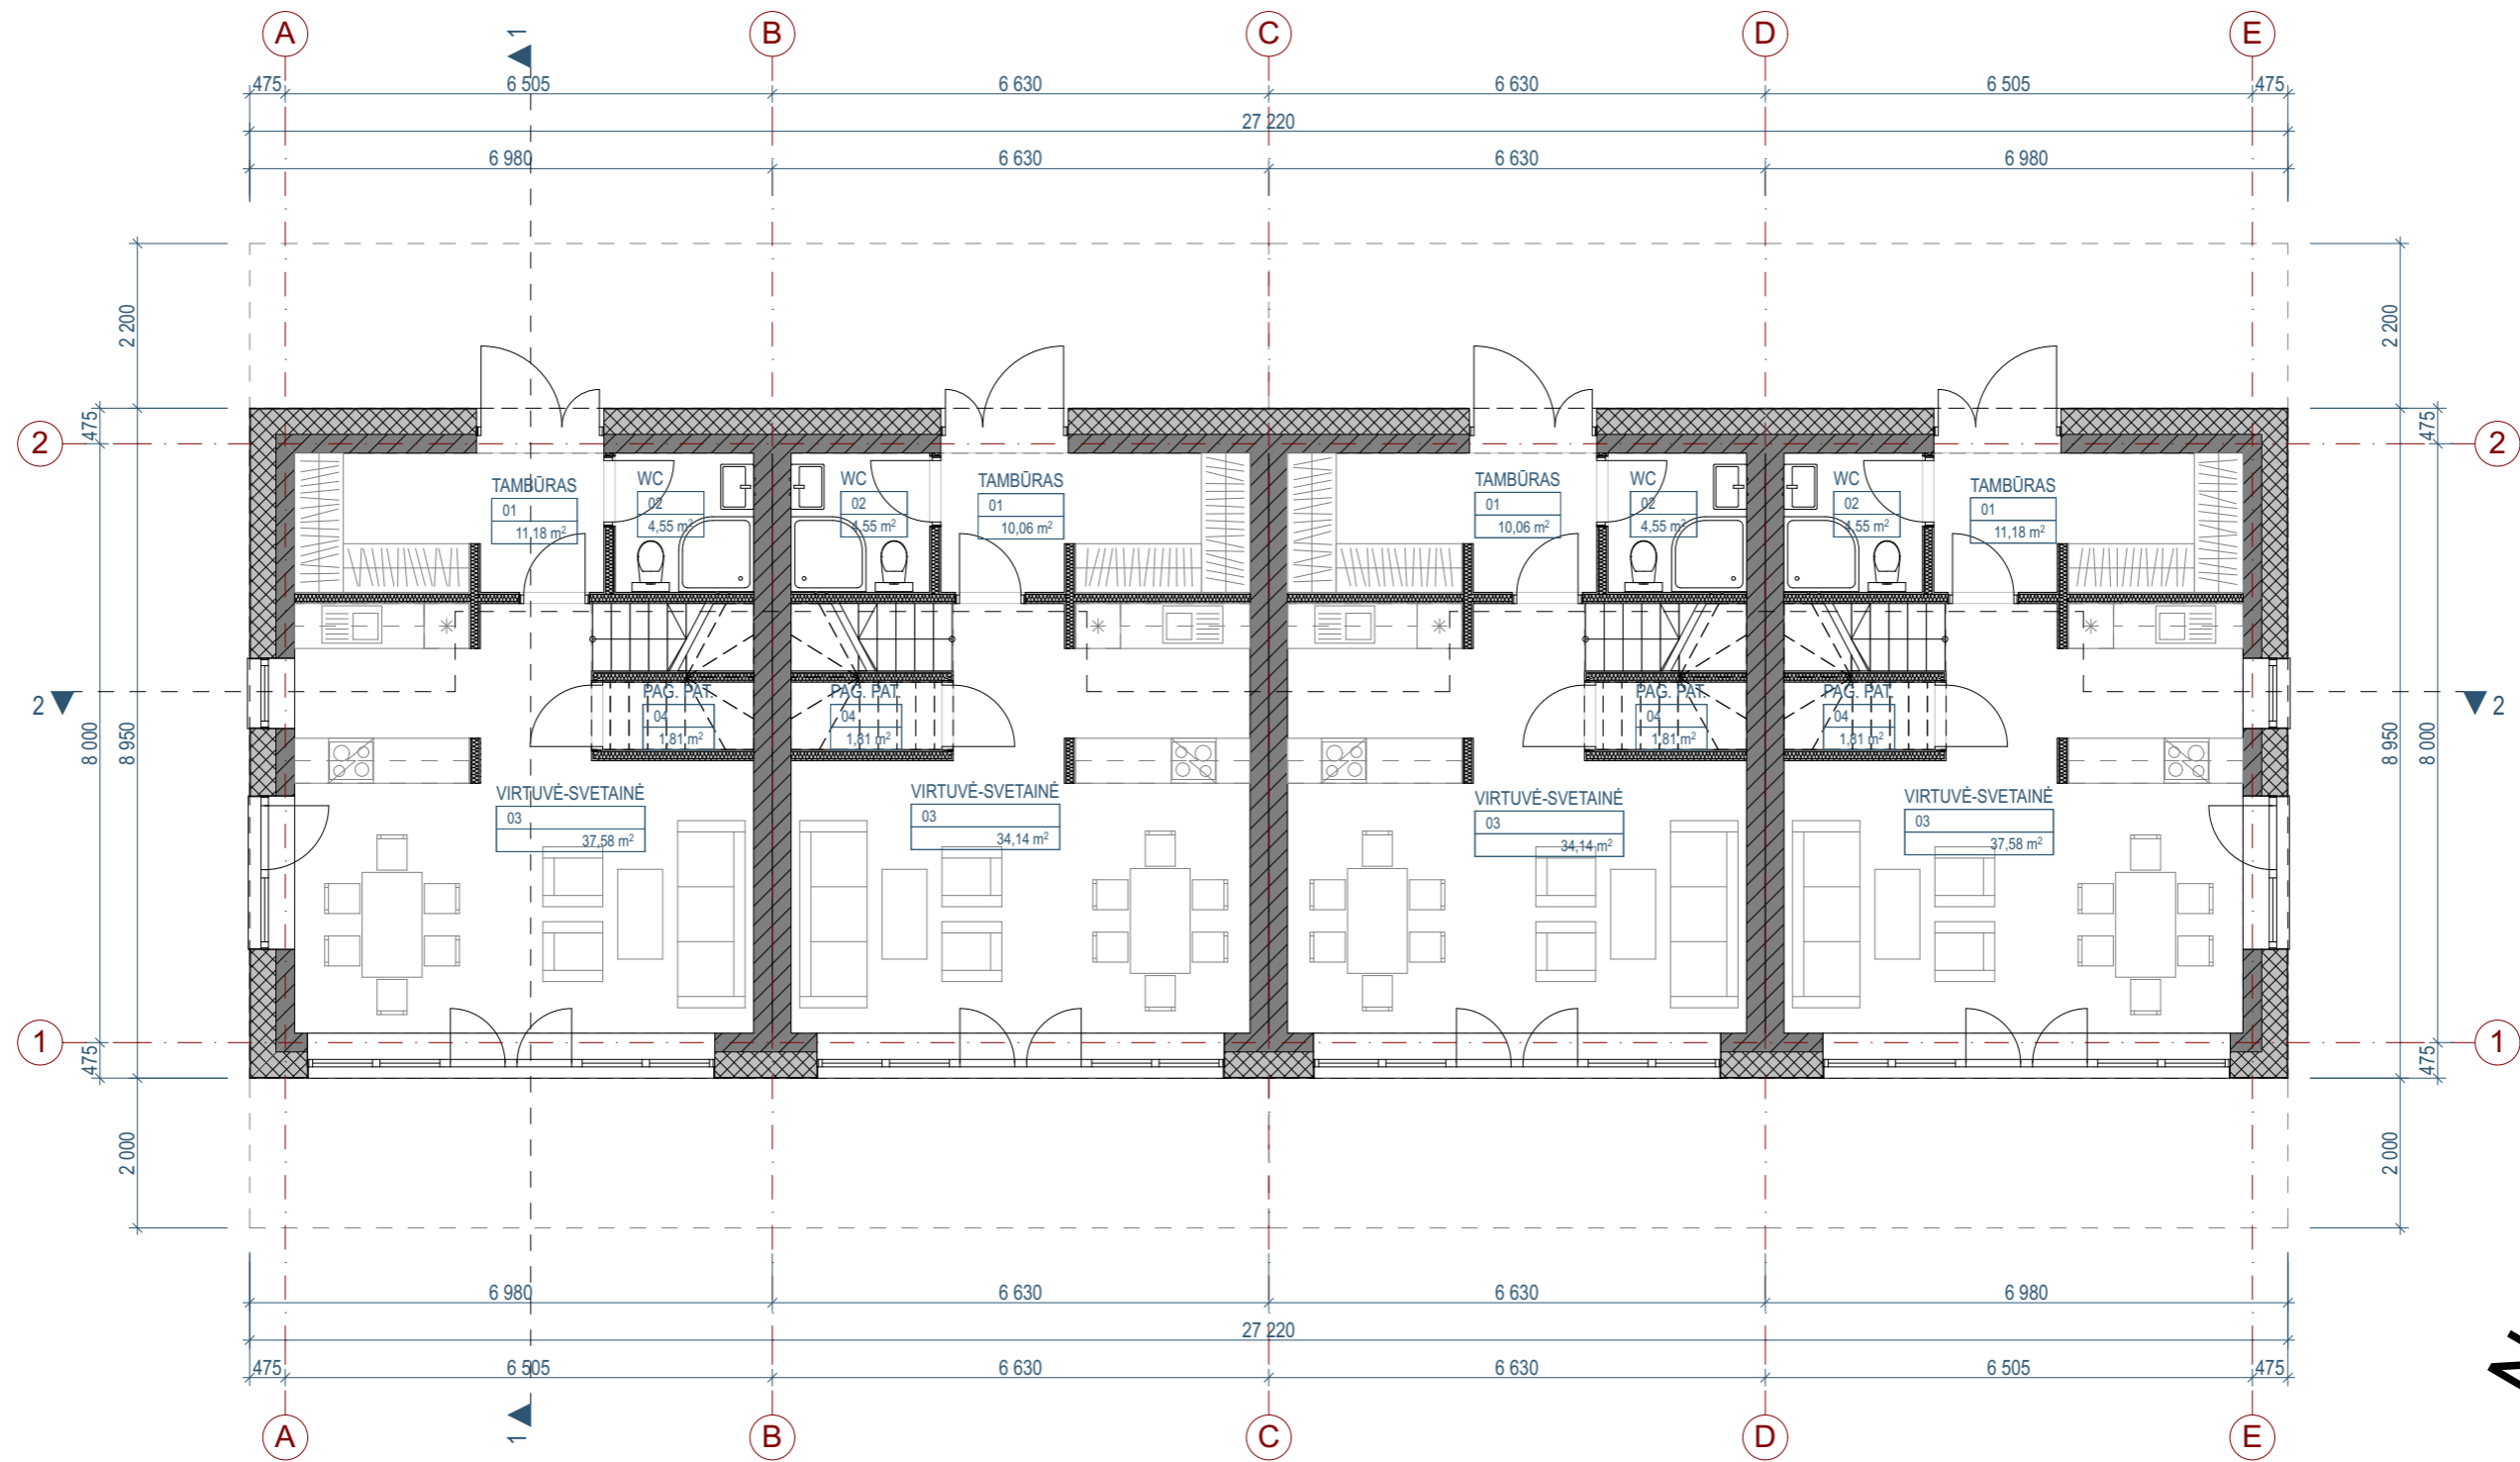 A B C D E
1
475 6 505 6 630 6 630 6 505 475
27 220
6 980 6 630 6 630 6 980
2 200 2 200
475 475
2 2
TAMBŪRAS WC WC TAMBŪRAS TAMBŪRAS WC WC TAMBŪRAS
01 02 02 01 01 02 02 01
11,18 m² 4,55 m² 4,55 m² 10,06 m² 10,06 m² 4,55 m² 4,55 m² 11,18 m²
PAG. PAT. PAG. PAT. PAG. PAT. PAG. PAT.
2 04 04 04 04 2
1,81 m² 1,81 m² 1,81 m² 1,81 m²
8 000 8 950 8 950 8 000
VIRTUVĖ-SVETAINĖ VIRTUVĖ-SVETAINĖ VIRTUVĖ-SVETAINĖ VIRTUVĖ-SVETAINĖ
03 03 03 03
37,58 m² 34,14 m² 34,14 m² 37,58 m²
1 1
475 475
2 000 2 000
6 980 6 630 6 630 6 980
27 220
475 6 505 6 630 6 630 6 505 475
1
A B C D E